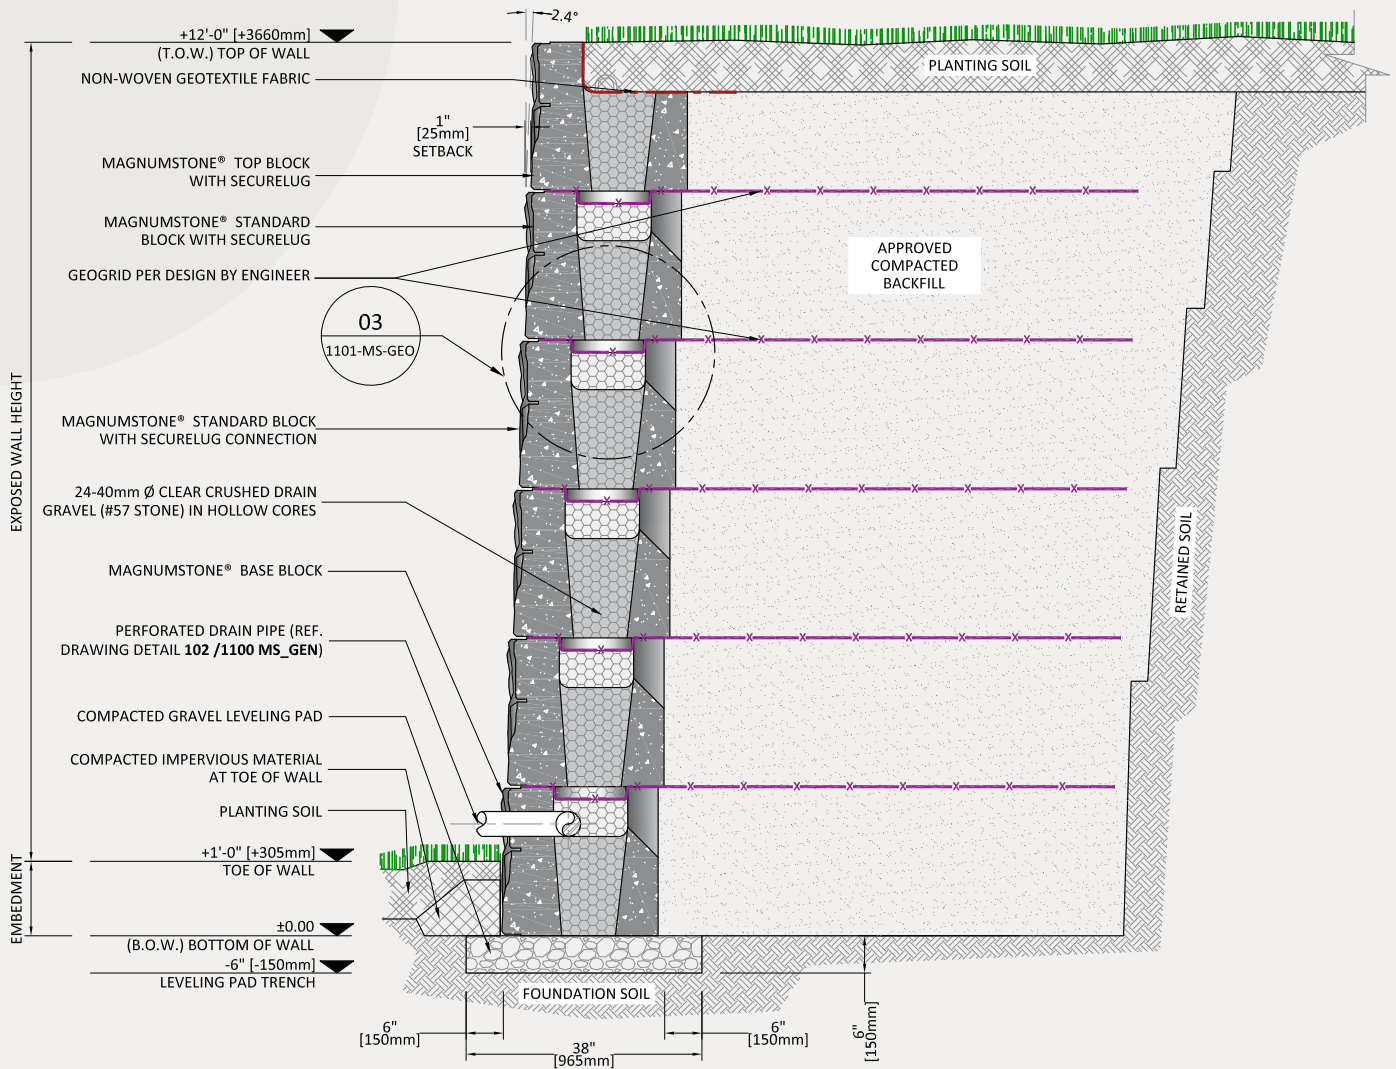 2.4°
+12'-0" [+3660mm]
(T.O.W.) TOP OF WALL
NON-WOVEN GEOTEXTILE FABRIC
PLANTING SOIL
1"
[25mm]
SETBACK
MAGNUMSTONE® TOP BLOCK
WITH SECURELUG
MAGNUMSTONE® STANDARD
BLOCK WITH SECURELUG
GEOGRID PER DESIGN BY ENGINEER
APPROVED
COMPACTED
BACKFILL
03
1101-MS-GEO
EXPOSED WALL HEIGHT
MAGNUMSTONE® STANDARD BLOCK
WITH SECURELUG CONNECTION
24-40mm Ø CLEAR CRUSHED DRAIN
GRAVEL (#57 STONE) IN HOLLOW CORES
RETAINED SOIL
MAGNUMSTONE® BASE BLOCK
PERFORATED DRAIN PIPE (REF.
DRAWING DETAIL 102 /1100 MS_GEN)
COMPACTED GRAVEL LEVELING PAD
COMPACTED IMPERVIOUS MATERIAL
AT TOE OF WALL
PLANTING SOIL
+1'-0" [+305mm]
TOE OF WALL
EMBEDMENT
±0.00
(B.O.W.) BOTTOM OF WALL
-6" [-150mm]
LEVELING PAD TRENCH
FOUNDATION SOIL
6"
[150mm]
38"
[965mm]
6"
[150mm]
6"
[150mm]